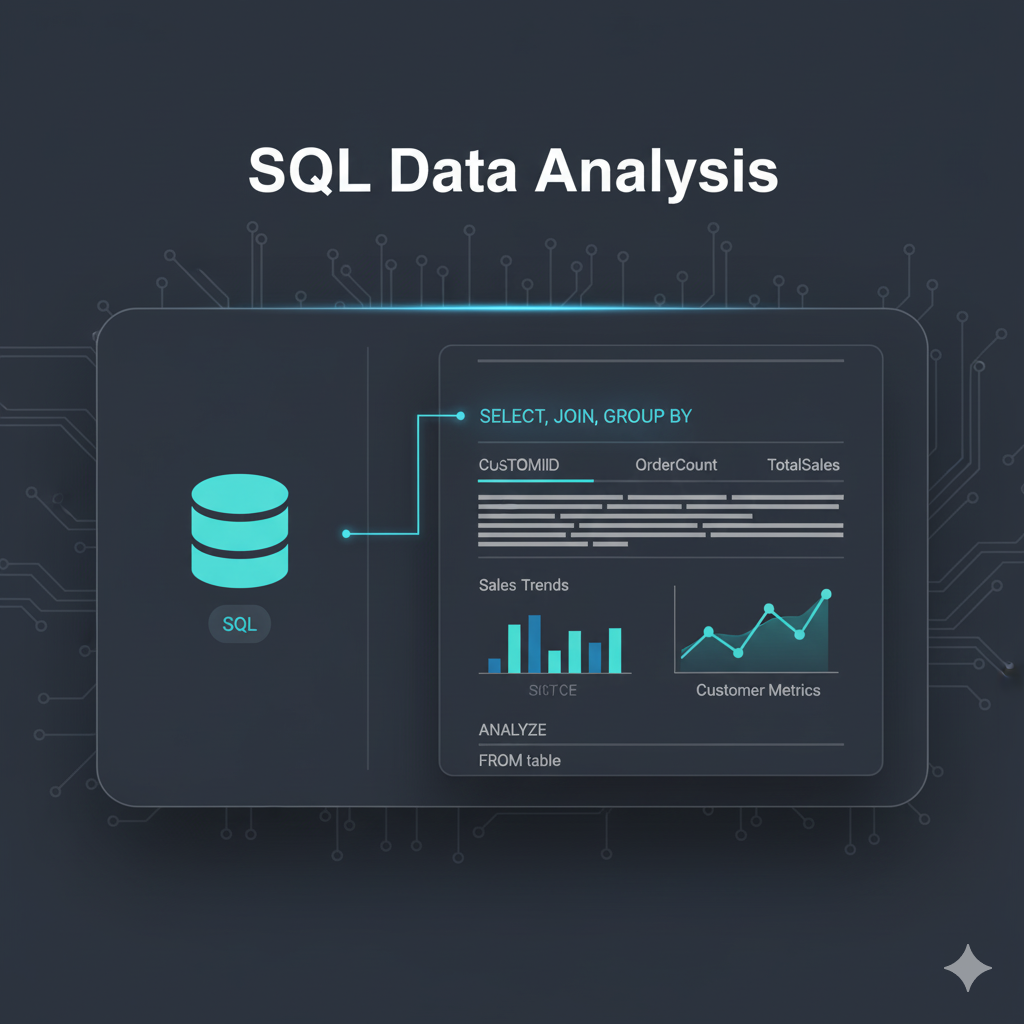 SQL Data Analysis
SELECT, JOIN, GROUP BY
CuSTOMIID OrderCount TotalSales
SQL
Sales Trends
Customer Metrics
ANALYZE
FROM table